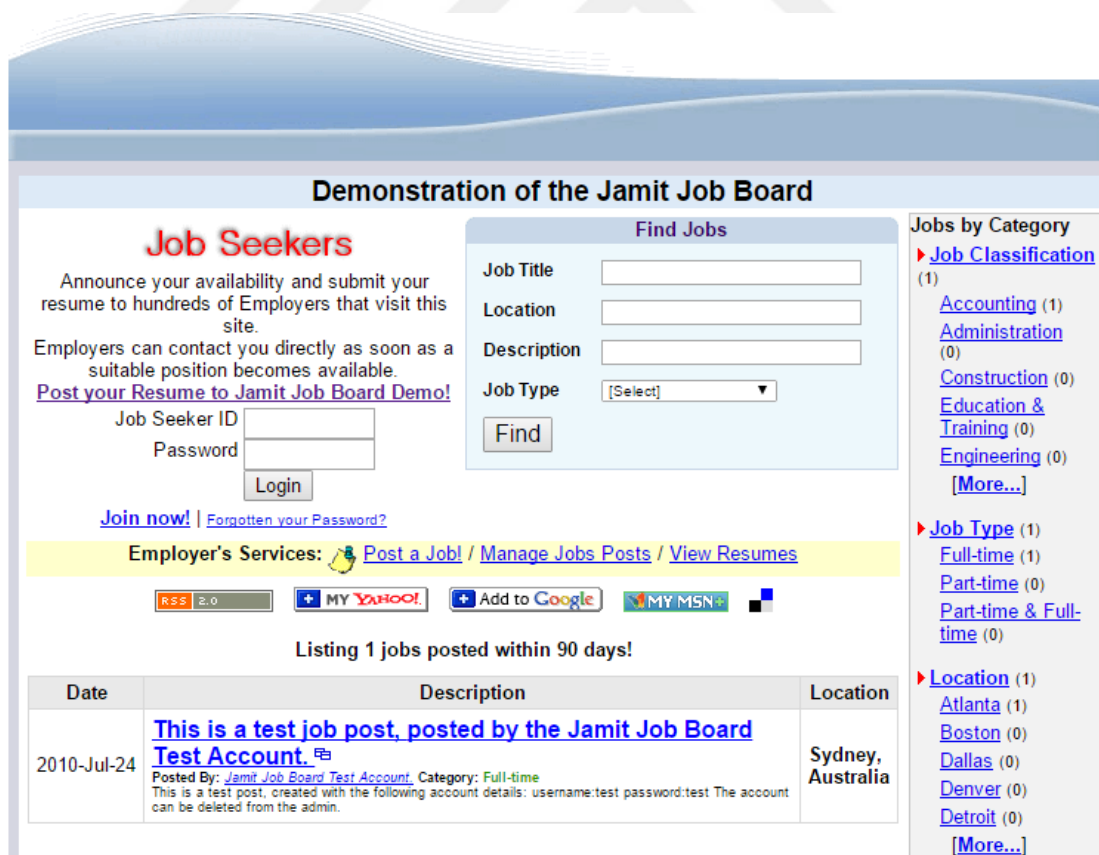 Demonstration of the Jamit Job Board
Job Seekers
Announce your availability and submit your
resume to hundreds of Employers that visit this
site.
Employers can contact you directly as soon as a
suitable position becomes available.
Post your Resume to Jamit Job Board Demo!
Job Seeker ID
Password
Login
Join now! | Forgotten your Password?
Find Jobs
Job Title
Location
Description
Job Type [Select]
Find
Employer's Services: Post a Job! / Manage Jobs Posts / View Resumes
RSS 2.0 MY YAHOO! Add to Google MY MSN
Listing 1 jobs posted within 90 days!
Date Description Location
2010-Jul-24
This is a test job post, posted by the Jamit Job Board
Test Account.
Posted By: Jamit Job Board Test Account. Category: Full-time
This is a test post, created with the following account details: username:test password:test The account
can be deleted from the admin.
Sydney,
Australia
Jobs by Category
Job Classification
(1)
Accounting (1)
Administration
(0)
Construction (0)
Education &
Training (0)
Engineering (0)
[More...]
Job Type (1)
Full-time (1)
Part-time (0)
Part-time & Full-
time (0)
Location (1)
Atlanta (1)
Boston (0)
Dallas (0)
Denver (0)
Detroit (0)
[More...]